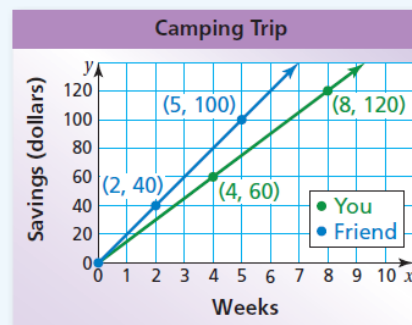 Camping Trip
y
Savings (dollars)
120
100
80
60
40
20
0
(5, 100)
(8, 120)
(2, 40)
(4, 60)
You
Friend
0 1 2 3 4 5 6 7 8 9 10 x
Weeks